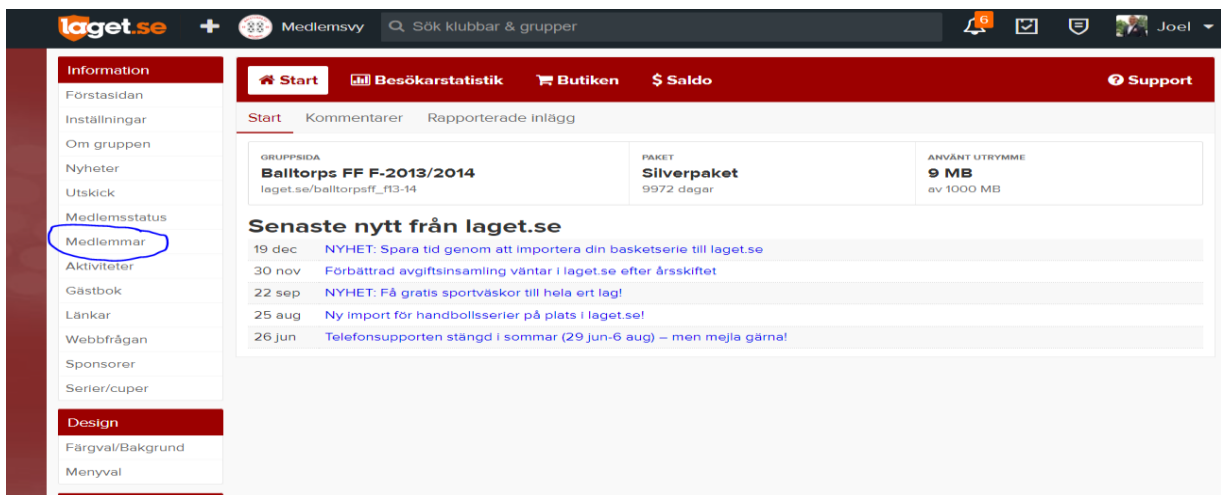 laget.se + Medlemsvy Sök klubbar & grupper 6 Joel
Information
Förstasidan
Inställningar
Om gruppen
Nyheter
Utskick
Medlemsstatus
Medlemmar
Aktiviteter
Gästbok
Länkar
Webbfrågan
Sponsorer
Serier/cuper
Design
Färgval/Bakgrund
Menyval
Start Besökarstatistik Butiken $ Saldo Support
Start Kommentarer Rapporterade inlägg
GRUPPSIDA
Balltorps FF F-2013/2014
laget.se/balltorpsff_f13-14
PAKET
Silverpaket
9972 dagar
ANVÄNT UTRYMME
9 MB
av 1000 MB
Senaste nytt från laget.se
19 dec NYHET: Spara tid genom att importera din basketserie till laget.se
30 nov Förbättrad avgiftsinsamling väntar i laget.se efter årsskiftet
22 sep NYHET: Få gratis sportväskor till hela ert lag!
25 aug Ny import för handbollsserier på plats i laget.se!
26 jun Telefonsupporten stängd i sommar (29 jun-6 aug) – men mejla gärna!